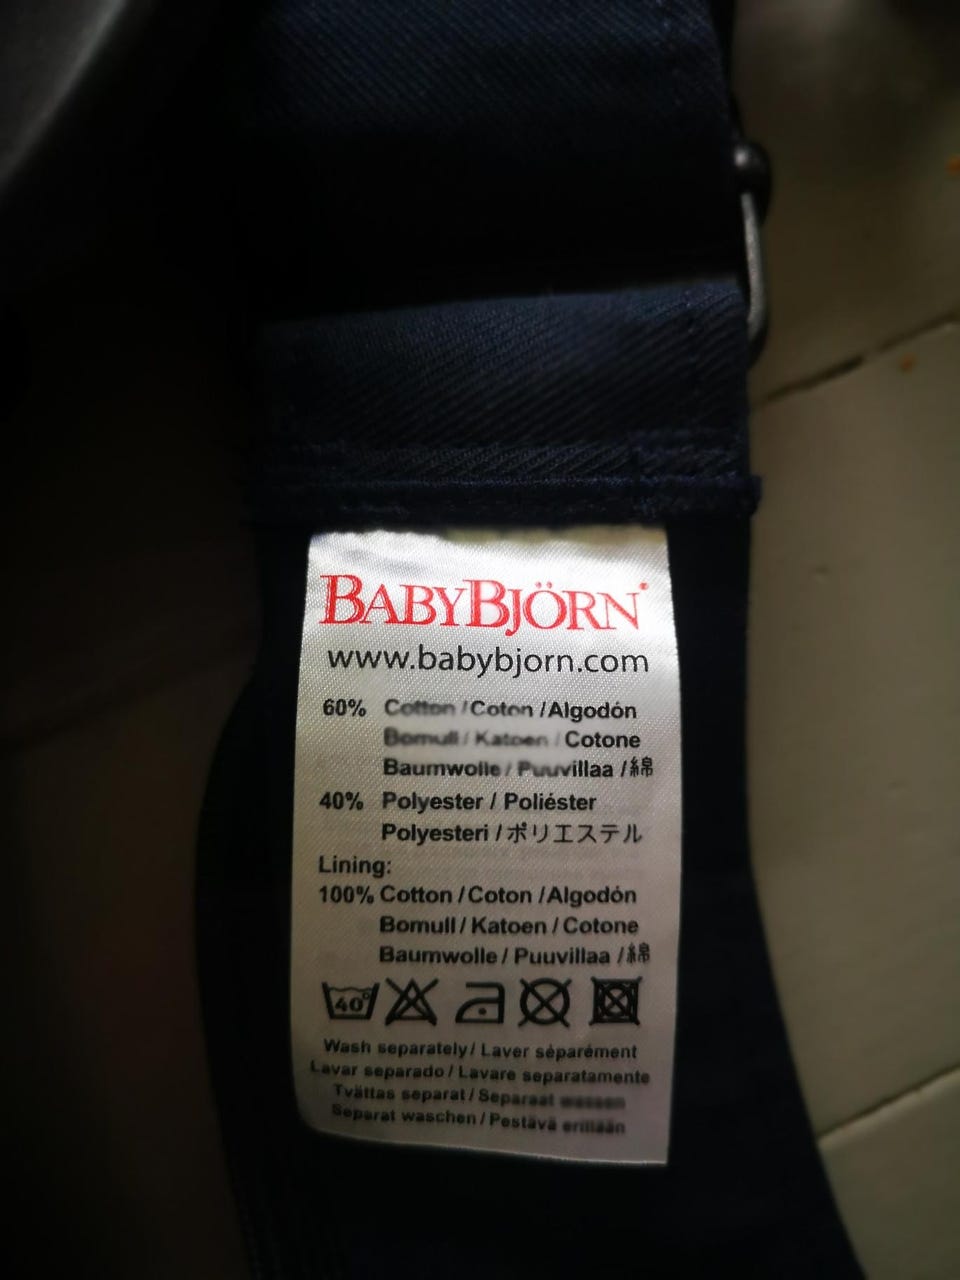 BABYBJÖRN®
www.babybjorn.com
60% Cotton / Coton / Algodón
Bomull / Katoen / Cotone
Baumwolle / Puuvillaa / 綿
40% Polyester / Poliéster
Polyesteri / ポリエステル
Lining:
100% Cotton / Coton / Algodón
Bomull / Katoen / Cotone
Baumwolle / Puuvillaa / 綿
40°
Wash separately / Laver séparément
Lavar separado / Lavare separatamente
Tvättas separat / Separaat wassen
Separat waschen / Pestävä erillään